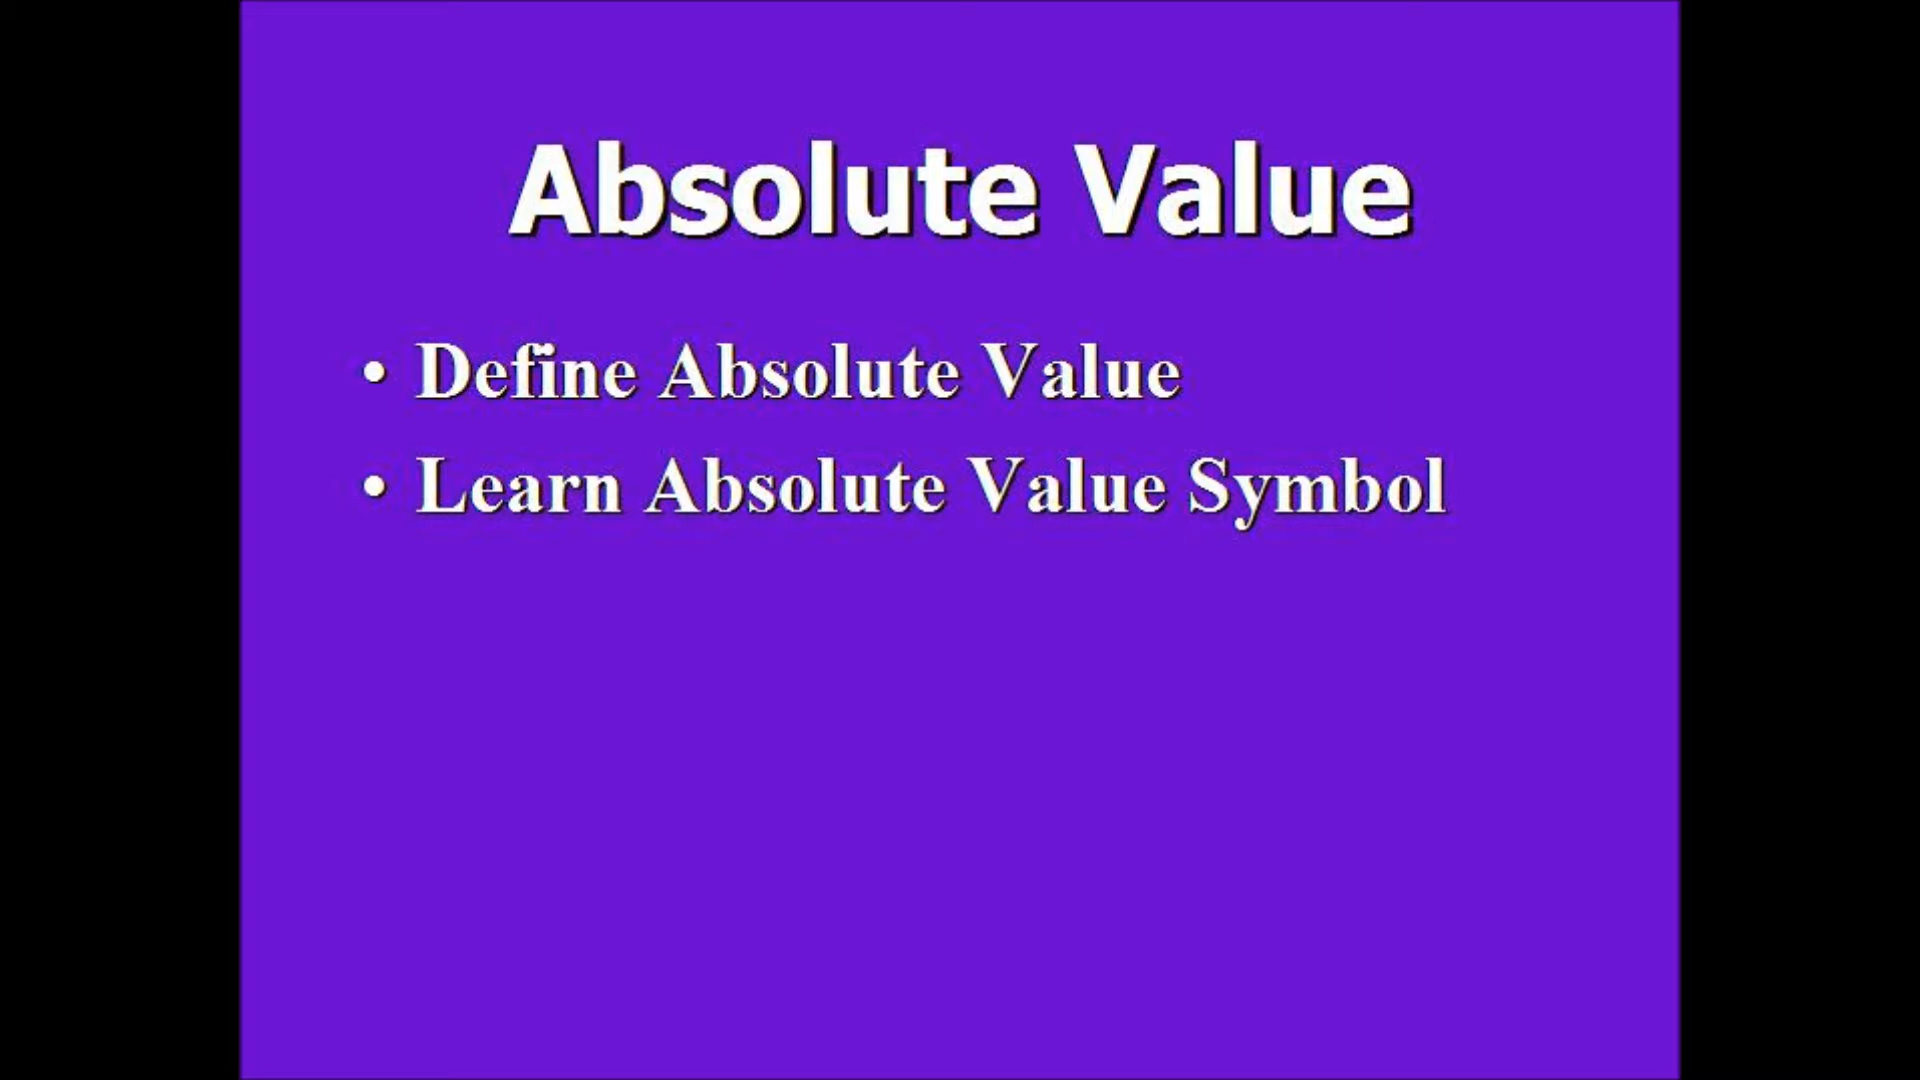 Absolute Value
• Define Absolute Value
• Learn Absolute Value Symbol